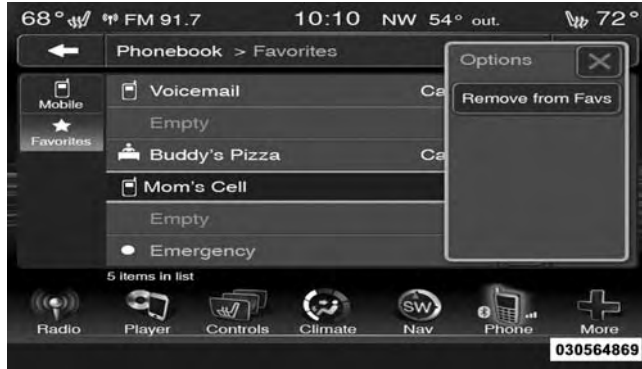 68° FM 91.7 10:10 NW 54° out. 72°
Phonebook > Favorites
Options
Mobile
Voicemail Ca
Remove from Favs
Empty
Favorites
Buddy's Pizza Ca
Mom's Cell
Empty
Emergency
5 items in list
Radio Player Controls Climate SW Nav Phone More
030564869